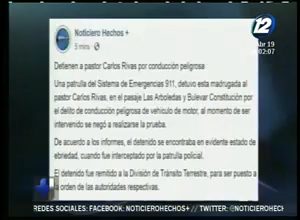 Noticiero Hechos +
5 mins
12
Abr 19
02:07
Detienen a pastor Carlos Rivas por conducción peligrosa
Una patrulla del Sistema de Emergencias 911, detuvo esta madrugada al
pastor Carlos Rivas, en el pasaje Las Arboledas y Bulevar Constitución por
el delito de conducción peligrosa de vehículo de motor, al momento de ser
intervenido se negó a realizarse la prueba.
De acuerdo a los informes, el detenido se encontraba en evidente estado de
ebriedad, cuando fue interceptado por la patrulla policial.
El detenido fue remitido a la División de Tránsito Terrestre, para ser puesto a
la orden de las autoridades respectivas.
REDES SOCIALES: FACEBOOK: NOTICIEROHECHOS+ // TWITTER: @NOTICIEROHECHOS